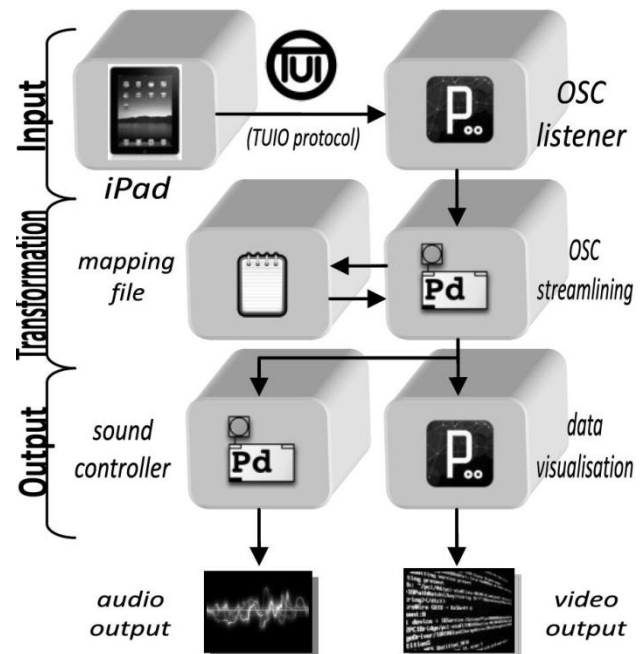 Input
TUI
(TUIO protocol)
iPad
P
OSC
listener
Transformation
mapping
file
Pd
OSC
streamlining
Output
sound
controller
Pd
P
data
visualisation
audio
output
video
output